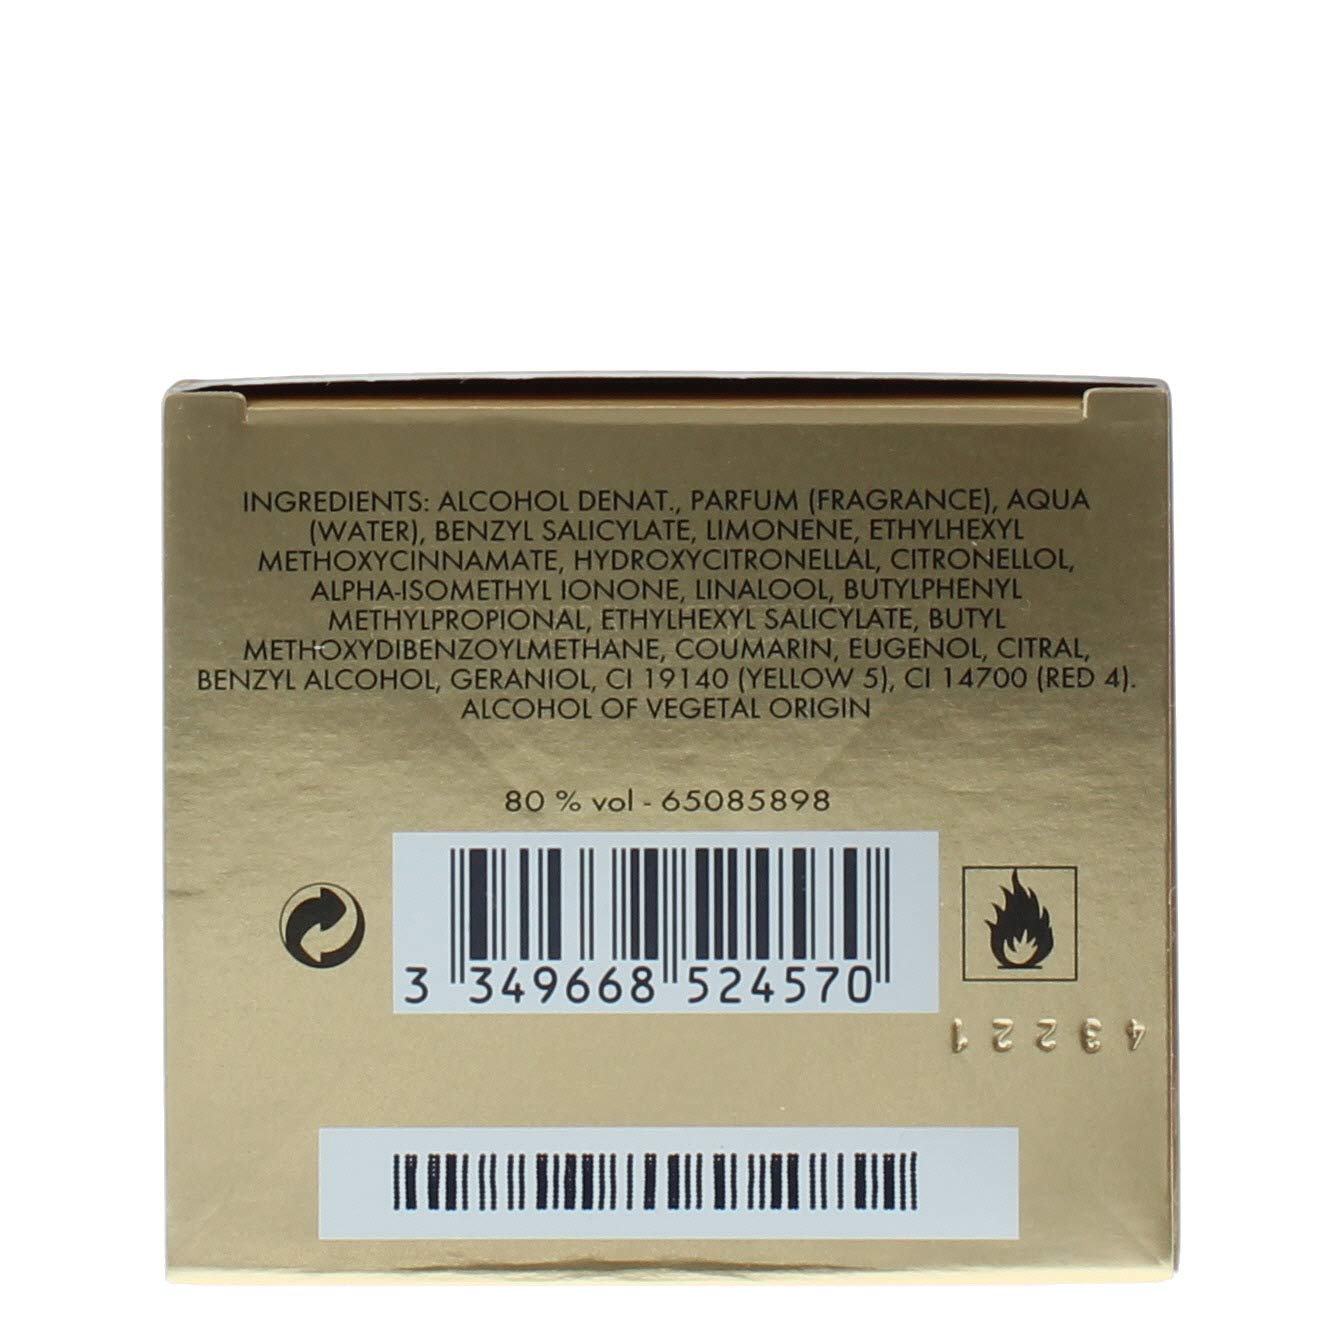 INGREDIENTS: ALCOHOL DENAT., PARFUM (FRAGRANCE), AQUA
(WATER), BENZYL SALICYLATE, LIMONENE, ETHYLHEXYL
METHOXYCINNAMATE, HYDROXYCITRONELLAL, CITRONELLOL,
ALPHA-ISOMETHYL IONONE, LINALOOL, BUTYLPHENYL
METHYLPROPIONAL, ETHYLHEXYL SALICYLATE, BUTYL
METHOXYDIBENZOYLMETHANE, COUMARIN, EUGENOL, CITRAL,
BENZYL ALCOHOL, GERANIOL, CI 19140 (YELLOW 5), CI 14700 (RED 4).
ALCOHOL OF VEGETAL ORIGIN
80 % vol - 65085898
3 349668 524570
43221